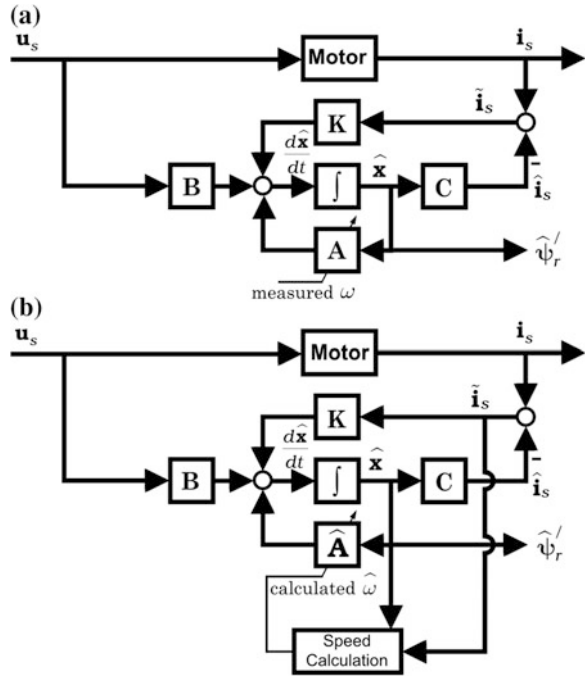 (a)
u_s
i_s
Motor
ĩ_s
K
dx̂/dt
x̂
B
∫
C
-
î_s
A
ψ̂_r′
measured ω
(b)
u_s
i_s
Motor
ĩ_s
K
dx̂/dt
x̂
B
∫
C
-
î_s
Â
ψ̂_r′
calculated ω̂
Speed
Calculation